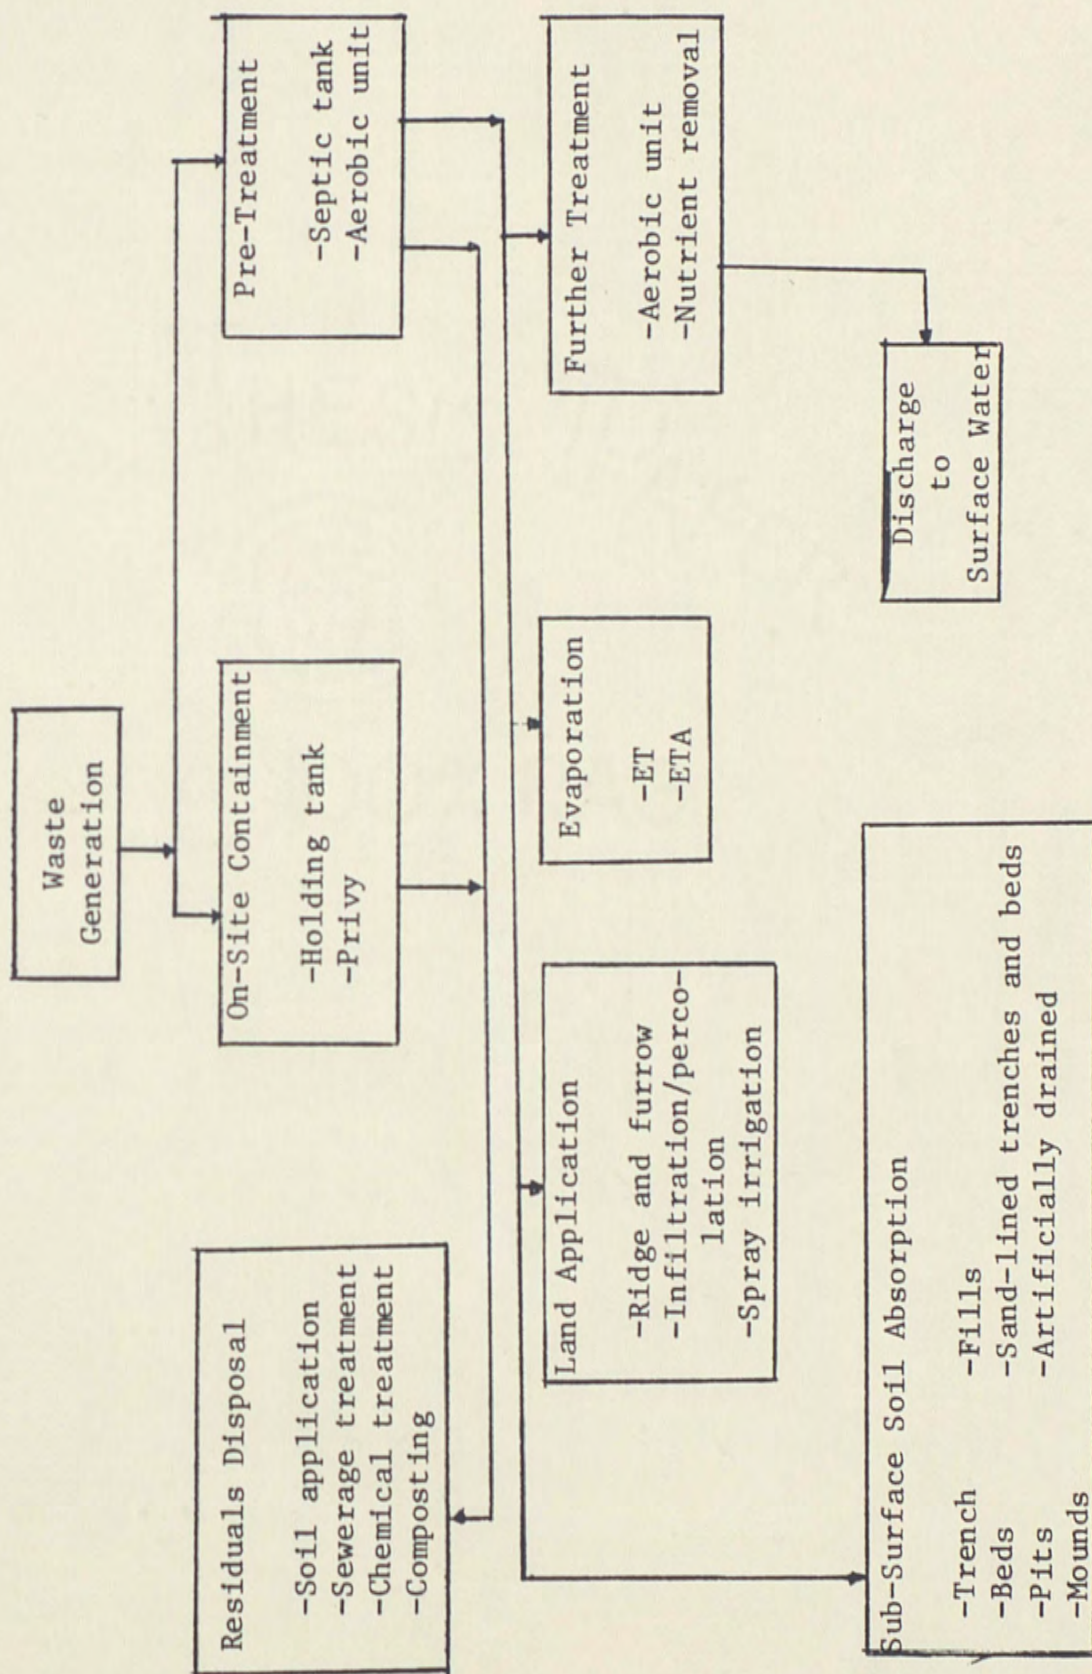 Waste
Generation
Residuals Disposal
-Soil application
-Sewerage treatment
-Chemical treatment
-Composting
On-Site Containment
-Holding tank
-Privy
Pre-Treatment
-Septic tank
-Aerobic unit
Land Application
-Ridge and furrow
-Infiltration/perco-
lation
-Spray irrigation
Evaporation
-ET
-ETA
Further Treatment
-Aerobic unit
-Nutrient removal
Sub-Surface Soil Absorption
-Trench -Fills
-Beds -Sand-lined trenches and beds
-Pits -Artificially drained
-Mounds
Discharge
to
Surface Water